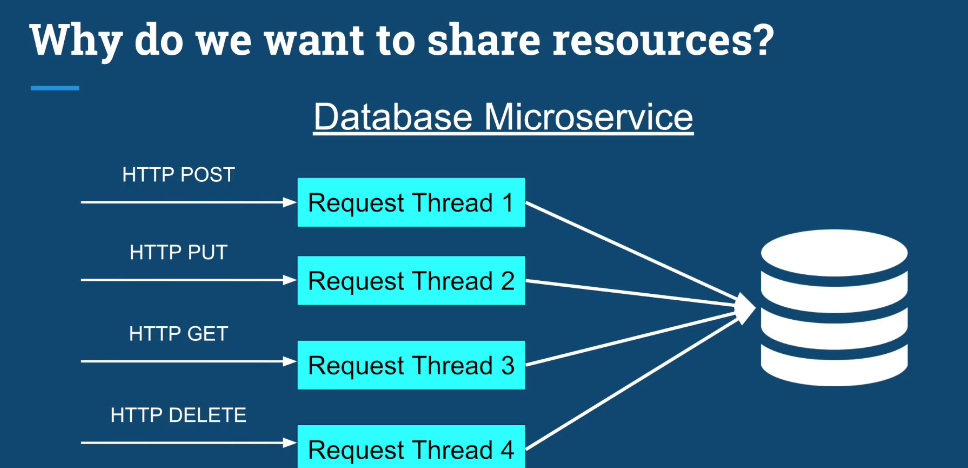 Why do we want to share resources?
Database Microservice
HTTP POST
Request Thread 1
HTTP PUT
Request Thread 2
HTTP GET
Request Thread 3
HTTP DELETE
Request Thread 4